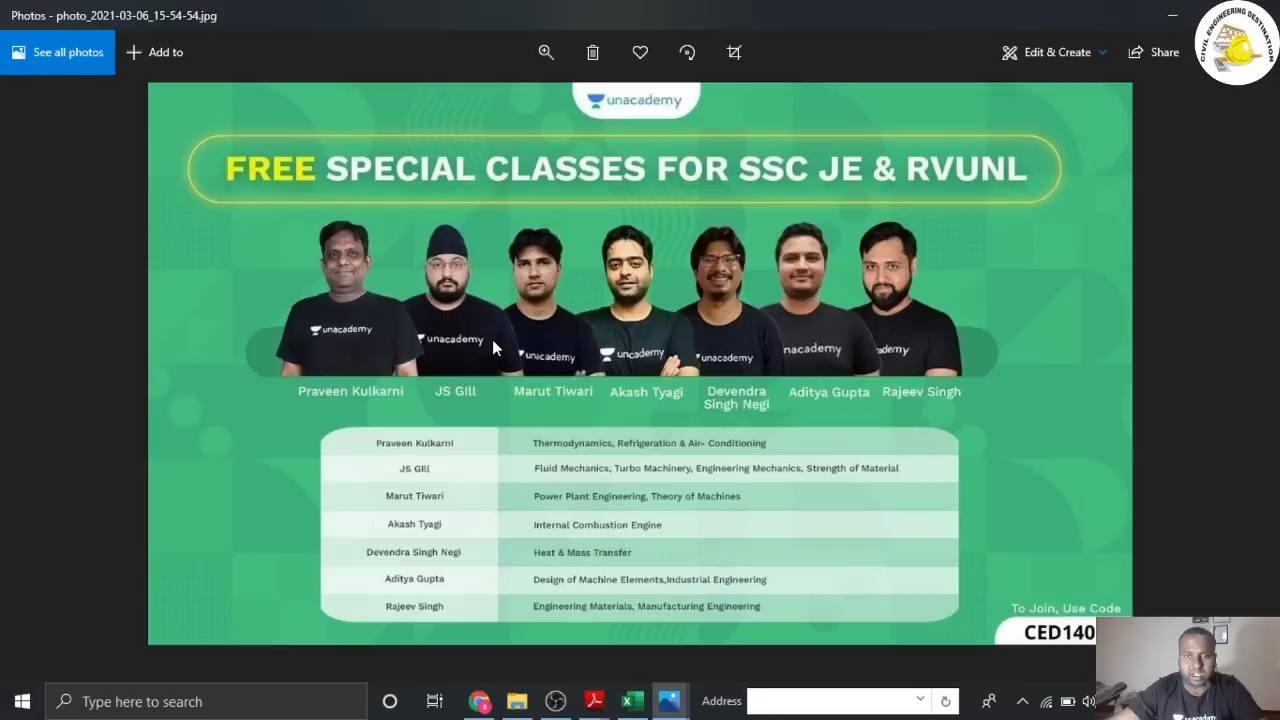 Photos - photo_2021-03-06_15-54-54.jpg
See all photos
Add to
Edit & Create
Share
CIVIL ENGINEERING DESTINATION
unacademy
FREE SPECIAL CLASSES FOR SSC JE & RVUNL
unacademy
unacademy
unacademy
unacademy
unacademy
nacademy
demy
Praveen Kulkarni JS GIll Marut Tiwari Akash Tyagi Devendra Singh Negi Aditya Gupta Rajeev Singh
Praveen Kulkarni Thermodynamics, Refrigeration & Air- Conditioning
JS Gill Fluid Mechanics, Turbo Machinery, Engineering Mechanics, Strength of Material
Marut Tiwari Power Plant Engineering, Theory of Machines
Akash Tyagi Internal Combustion Engine
Devendra Singh Negi Heat & Mass Transfer
Aditya Gupta Design of Machine Elements,Industrial Engineering
Rajeev Singh Engineering Materials, Manufacturing Engineering
To Join, Use Code
CED140
unacademy
Type here to search
Address